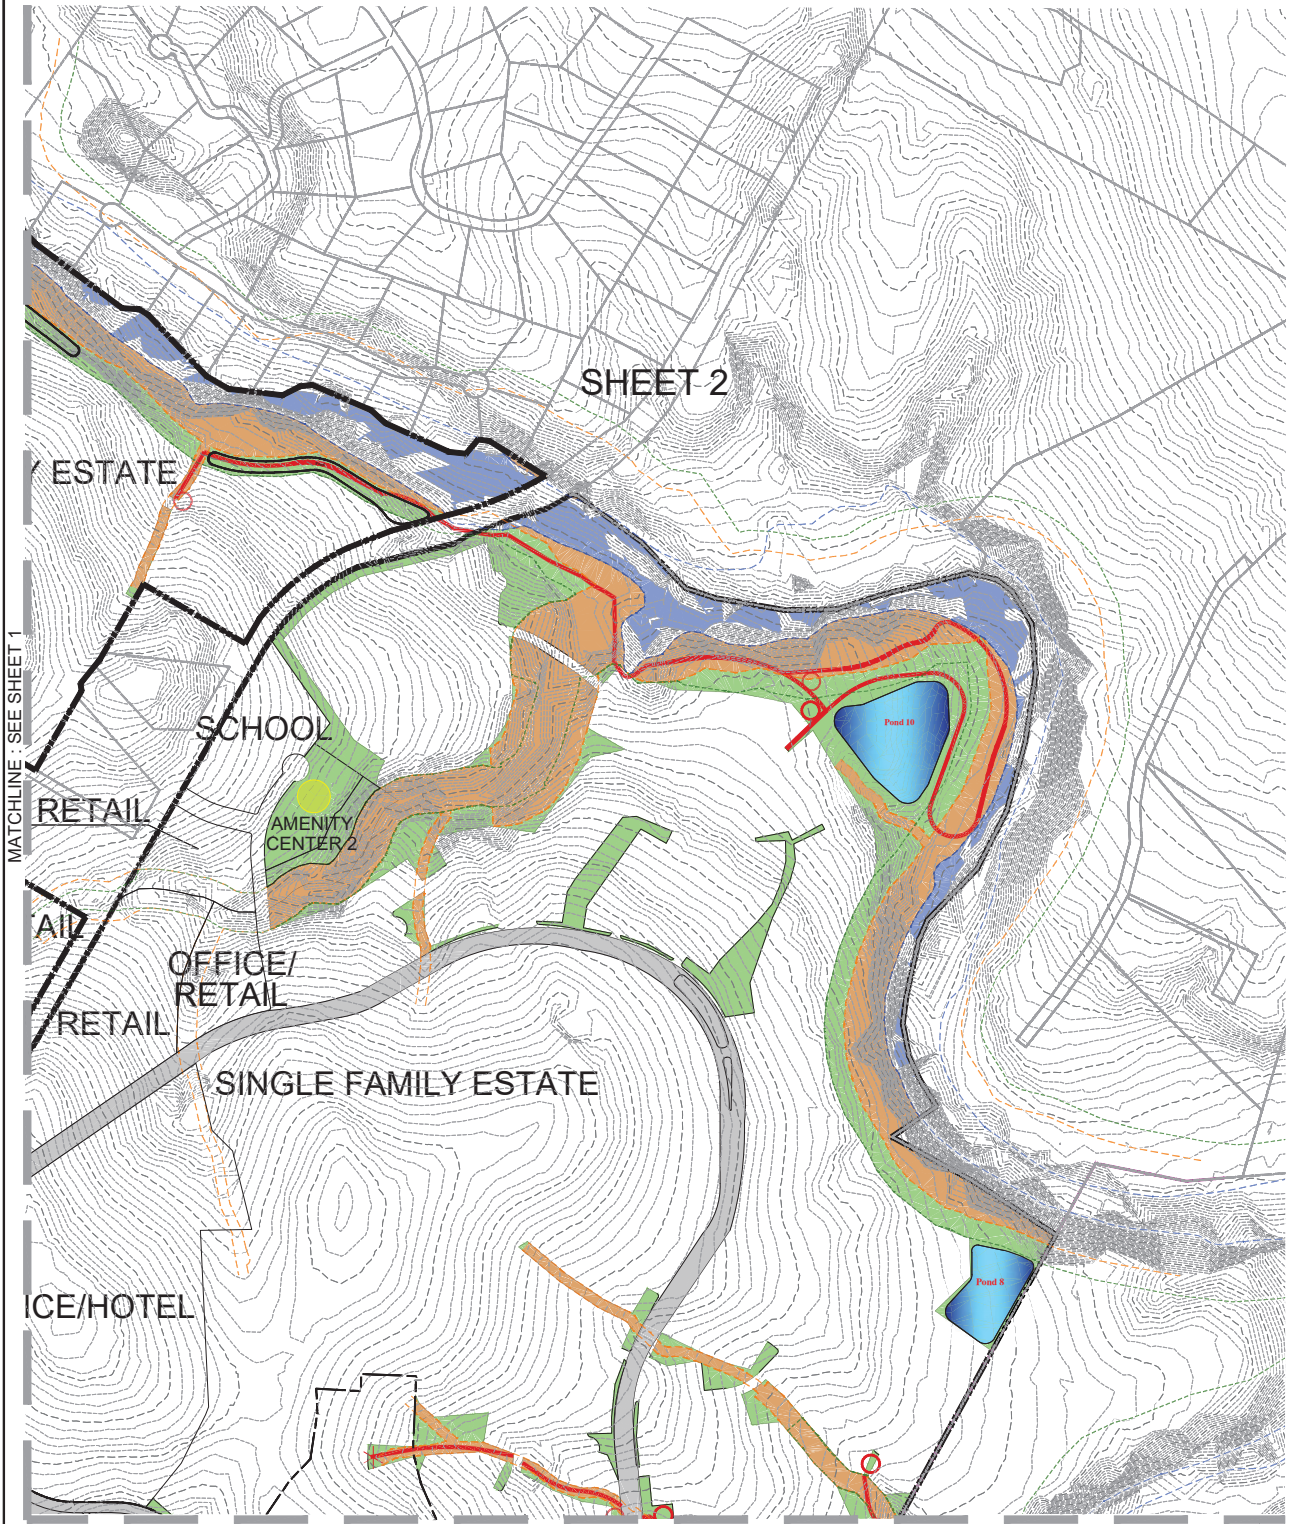 SHEET 2
Y ESTATE
MATCHLINE : SEE SHEET 1
Pond 10
SCHOOL
RETAIL
AMENITY
CENTER 2
TAIL
OFFICE/
RETAIL
RETAIL
SINGLE FAMILY ESTATE
Pond 8
ICE/HOTEL